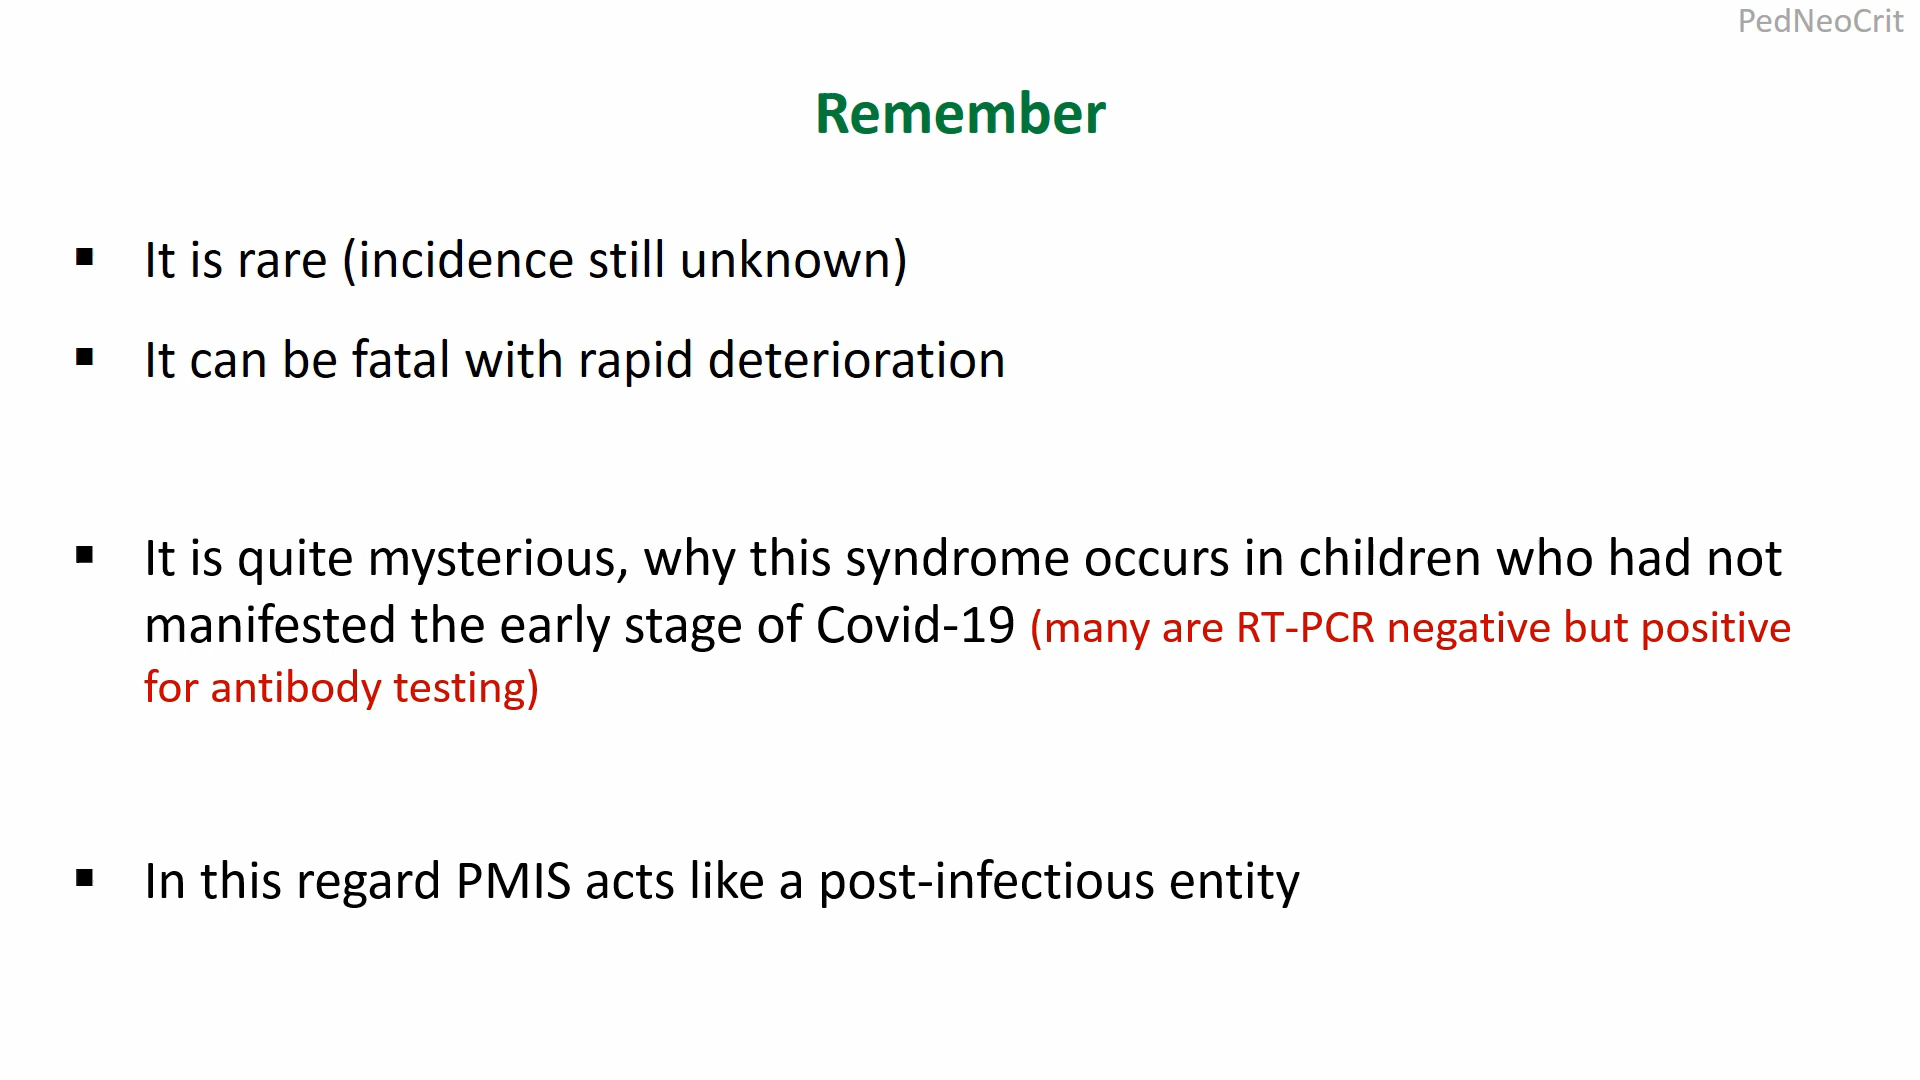 PedNeoCrit
Remember
▪ It is rare (incidence still unknown)
▪ It can be fatal with rapid deterioration
▪ It is quite mysterious, why this syndrome occurs in children who had not
manifested the early stage of Covid-19 (many are RT-PCR negative but positive
for antibody testing)
▪ In this regard PMIS acts like a post-infectious entity